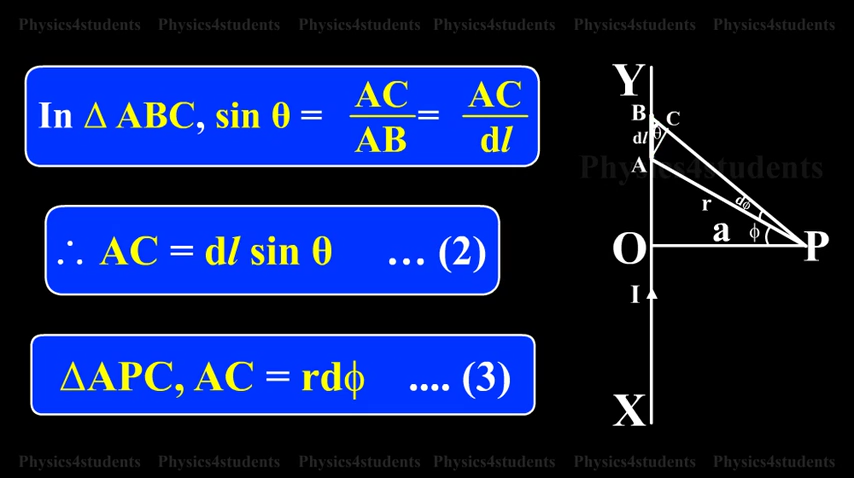 Physics4students Physics4students Physics4students Physics4students Physics4students Physics4students
In Δ ABC, sin θ = AC/AB = AC/dl
∴ AC = dl sin θ … (2)
ΔAPC, AC = rdϕ .... (3)
Y
B
C
dl
θ
A
Physics4students
r
dϕ
O
a
ϕ
P
I
X
Physics4students Physics4students Physics4students Physics4students Physics4students Physics4students